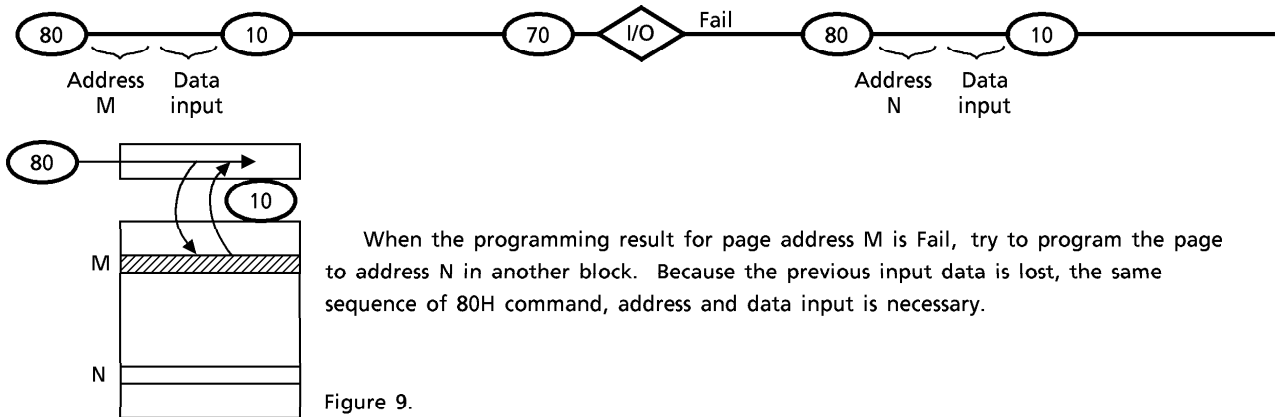 80 10 70 I/O Fail 80 10
Address Data Address Data
M input N input
80
10
M
N
When the programming result for page address M is Fail, try to program the page
to address N in another block. Because the previous input data is lost, the same
sequence of 80H command, address and data input is necessary.
Figure 9.